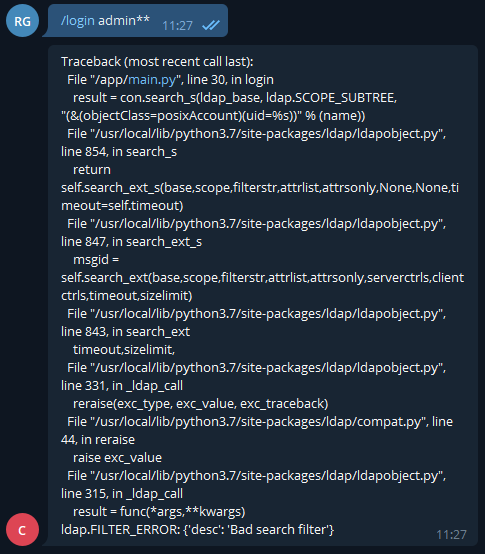 RG
/login admin**
11:27
Traceback (most recent call last):
  File "/app/main.py", line 30, in login
    result = con.search_s(ldap_base, ldap.SCOPE_SUBTREE,
"(&(objectClass=posixAccount)(uid=%s))" % (name))
  File "/usr/local/lib/python3.7/site-packages/ldap/ldapobject.py",
line 854, in search_s
    return
self.search_ext_s(base,scope,filterstr,attrlist,attrsonly,None,None,ti
meout=self.timeout)
  File "/usr/local/lib/python3.7/site-packages/ldap/ldapobject.py",
line 847, in search_ext_s
    msgid =
self.search_ext(base,scope,filterstr,attrlist,attrsonly,serverctrls,client
ctrls,timeout,sizelimit)
  File "/usr/local/lib/python3.7/site-packages/ldap/ldapobject.py",
line 843, in search_ext
    timeout,sizelimit,
  File "/usr/local/lib/python3.7/site-packages/ldap/ldapobject.py",
line 331, in _ldap_call
    reraise(exc_type, exc_value, exc_traceback)
  File "/usr/local/lib/python3.7/site-packages/ldap/compat.py", line
44, in reraise
    raise exc_value
  File "/usr/local/lib/python3.7/site-packages/ldap/ldapobject.py",
line 315, in _ldap_call
    result = func(*args,**kwargs)
ldap.FILTER_ERROR: {'desc': 'Bad search filter'}
C
11:27